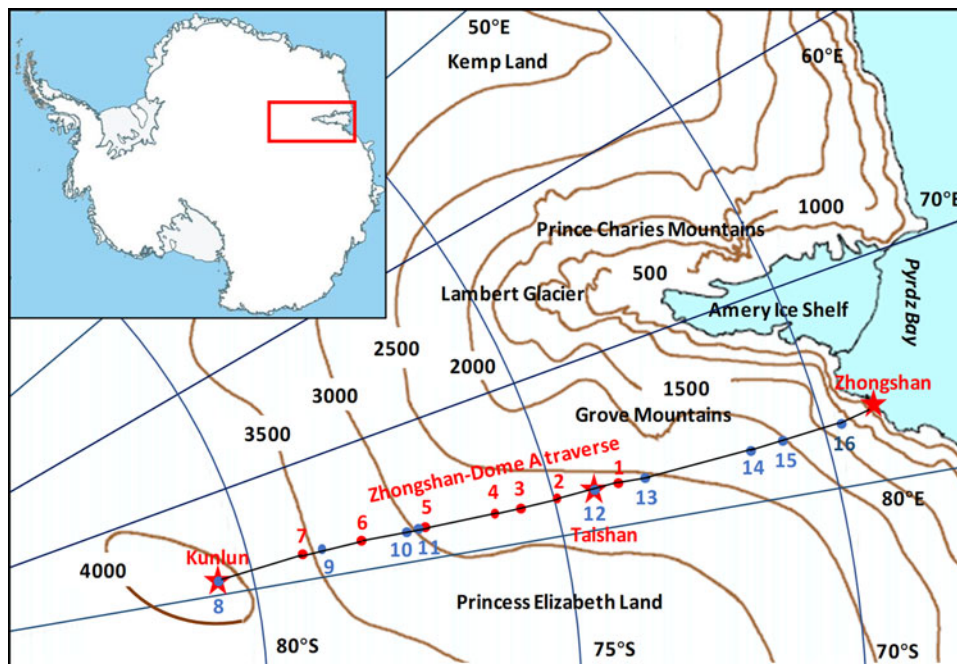 50°E
Kemp Land
60°E
1000
70°E
Prince Charies Mountains
500
Lambert Glacier
Amery Ice Shelf
Pyrdz Bay
2500
2000
Zhongshan
3000
1500
Grove Mountains
3500
16
15
14
Zhongshan-Dome A traverse
1
13
80°E
2
12
3
4
Taishan
5
6
10
11
7
9
Kunlun
4000
8
Princess Elizabeth Land
80°S
75°S
70°S